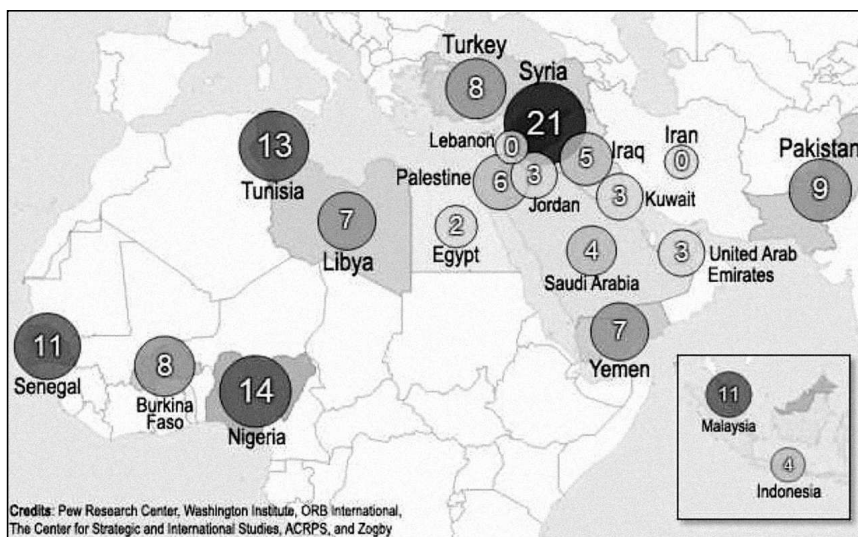 Turkey
8
Syria
21
13
Tunisia
Lebanon
0
5
Iraq
Iran
0
Pakistan
9
Palestine
6
3
Jordan
3
Kuwait
7
Libya
2
Egypt
4
Saudi Arabia
3
United Arab
Emirates
7
Yemen
11
Senegal
8
Burkina
Faso
14
Nigeria
11
Malaysia
4
Indonesia
Credits: Pew Research Center, Washington Institute, ORB International,
The Center for Strategic and International Studies, ACRPS, and Zogby